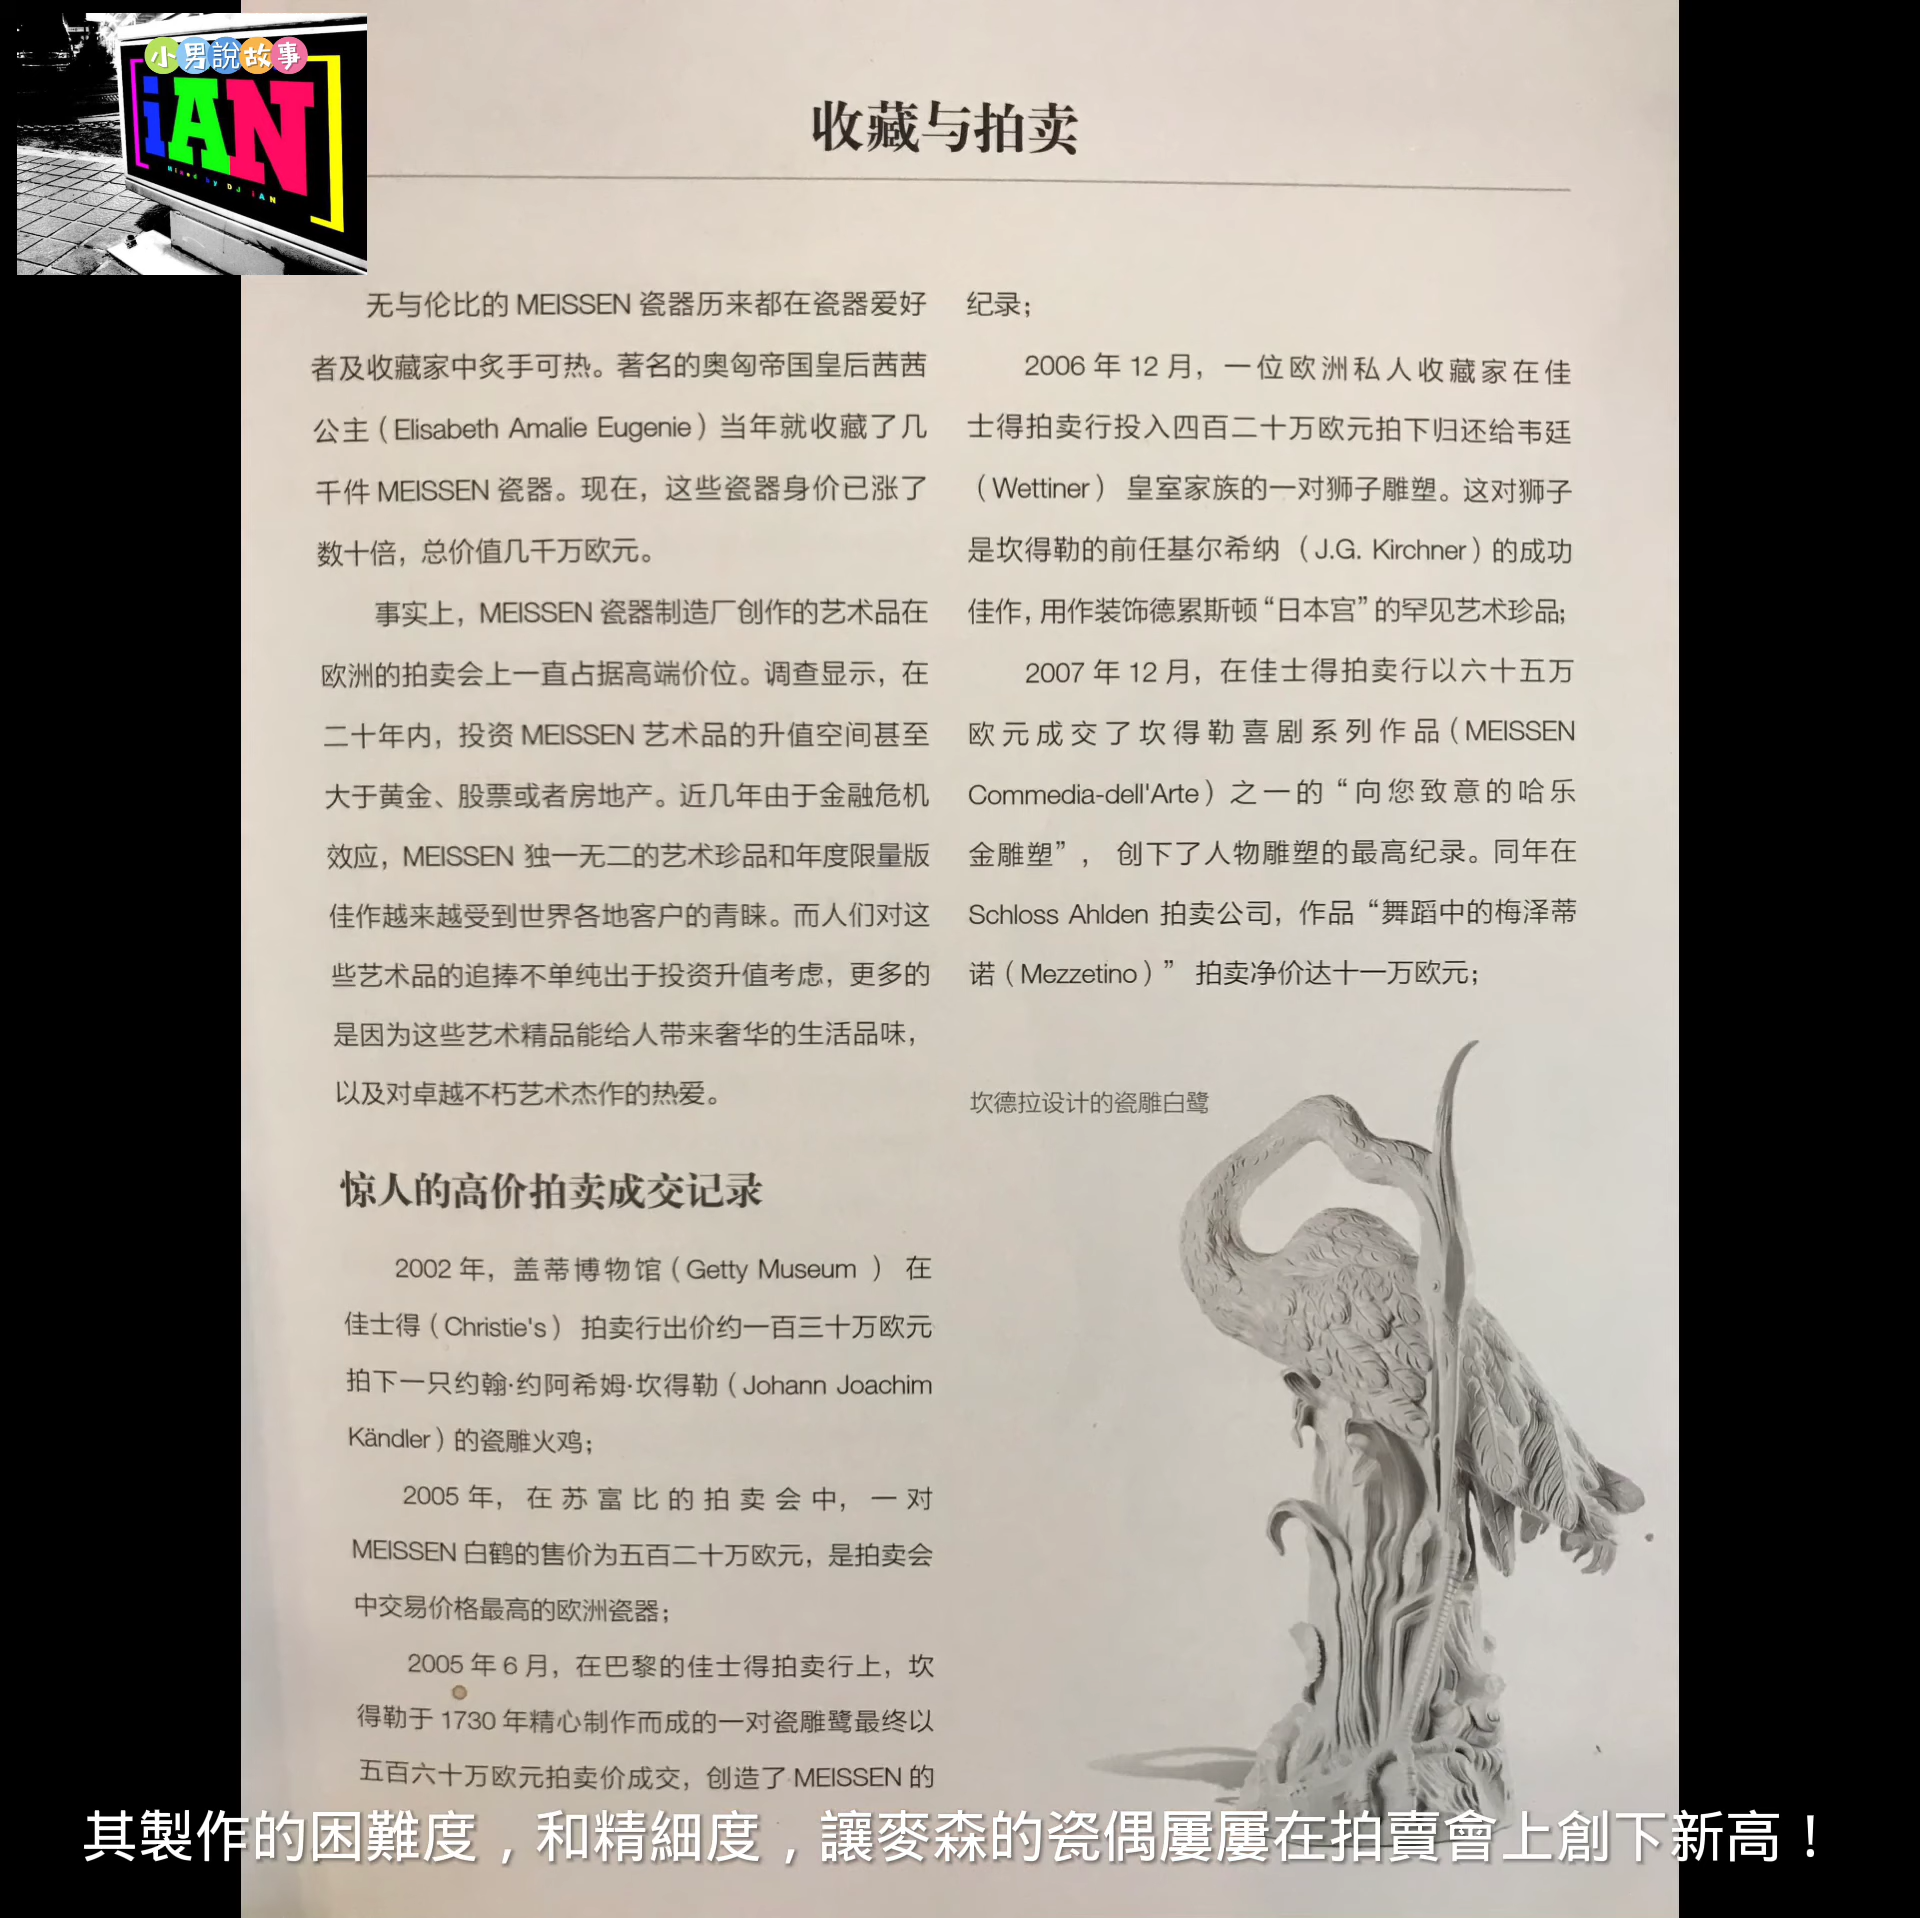 小男說故事
iAN
mixed by DJ iAN
收藏与拍卖
无与伦比的 MEISSEN 瓷器历来都在瓷器爱好
者及收藏家中炙手可热。著名的奥匈帝国皇后茜茜
公主（Elisabeth Amalie Eugenie）当年就收藏了几
千件 MEISSEN 瓷器。现在，这些瓷器身价已涨了
数十倍，总价值几千万欧元。
事实上，MEISSEN 瓷器制造厂创作的艺术品在
欧洲的拍卖会上一直占据高端价位。调查显示，在
二十年内，投资 MEISSEN 艺术品的升值空间甚至
大于黄金、股票或者房地产。近几年由于金融危机
效应，MEISSEN 独一无二的艺术珍品和年度限量版
佳作越来越受到世界各地客户的青睐。而人们对这
些艺术品的追捧不单纯出于投资升值考虑，更多的
是因为这些艺术精品能给人带来奢华的生活品味，
以及对卓越不朽艺术杰作的热爱。
惊人的高价拍卖成交记录
2002 年，盖蒂博物馆（Getty Museum ）在
佳士得（Christie's） 拍卖行出价约一百三十万欧元
拍下一只约翰·约阿希姆·坎得勒（Johann Joachim
Kändler）的瓷雕火鸡；
2005 年，在苏富比的拍卖会中，一对
MEISSEN 白鹤的售价为五百二十万欧元，是拍卖会
中交易价格最高的欧洲瓷器；
2005 年 6 月，在巴黎的佳士得拍卖行上，坎
得勒于 1730 年精心制作而成的一对瓷雕鹭最终以
五百六十万欧元拍卖价成交，创造了 MEISSEN 的
纪录；
2006 年 12 月，一位欧洲私人收藏家在佳
士得拍卖行投入四百二十万欧元拍下归还给韦廷
（Wettiner） 皇室家族的一对狮子雕塑。这对狮子
是坎得勒的前任基尔希纳 （J.G. Kirchner）的成功
佳作，用作装饰德累斯顿“日本宫”的罕见艺术珍品；
2007 年 12 月，在佳士得拍卖行以六十五万
欧元成交了坎得勒喜剧系列作品（MEISSEN
Commedia-dell'Arte）之一的“向您致意的哈乐
金雕塑”， 创下了人物雕塑的最高纪录。同年在
Schloss Ahlden 拍卖公司，作品“舞蹈中的梅泽蒂
诺（Mezzetino）” 拍卖净价达十一万欧元；
坎德拉设计的瓷雕白鹭
其製作的困難度，和精細度，讓麥森的瓷偶屢屢在拍賣會上創下新高！